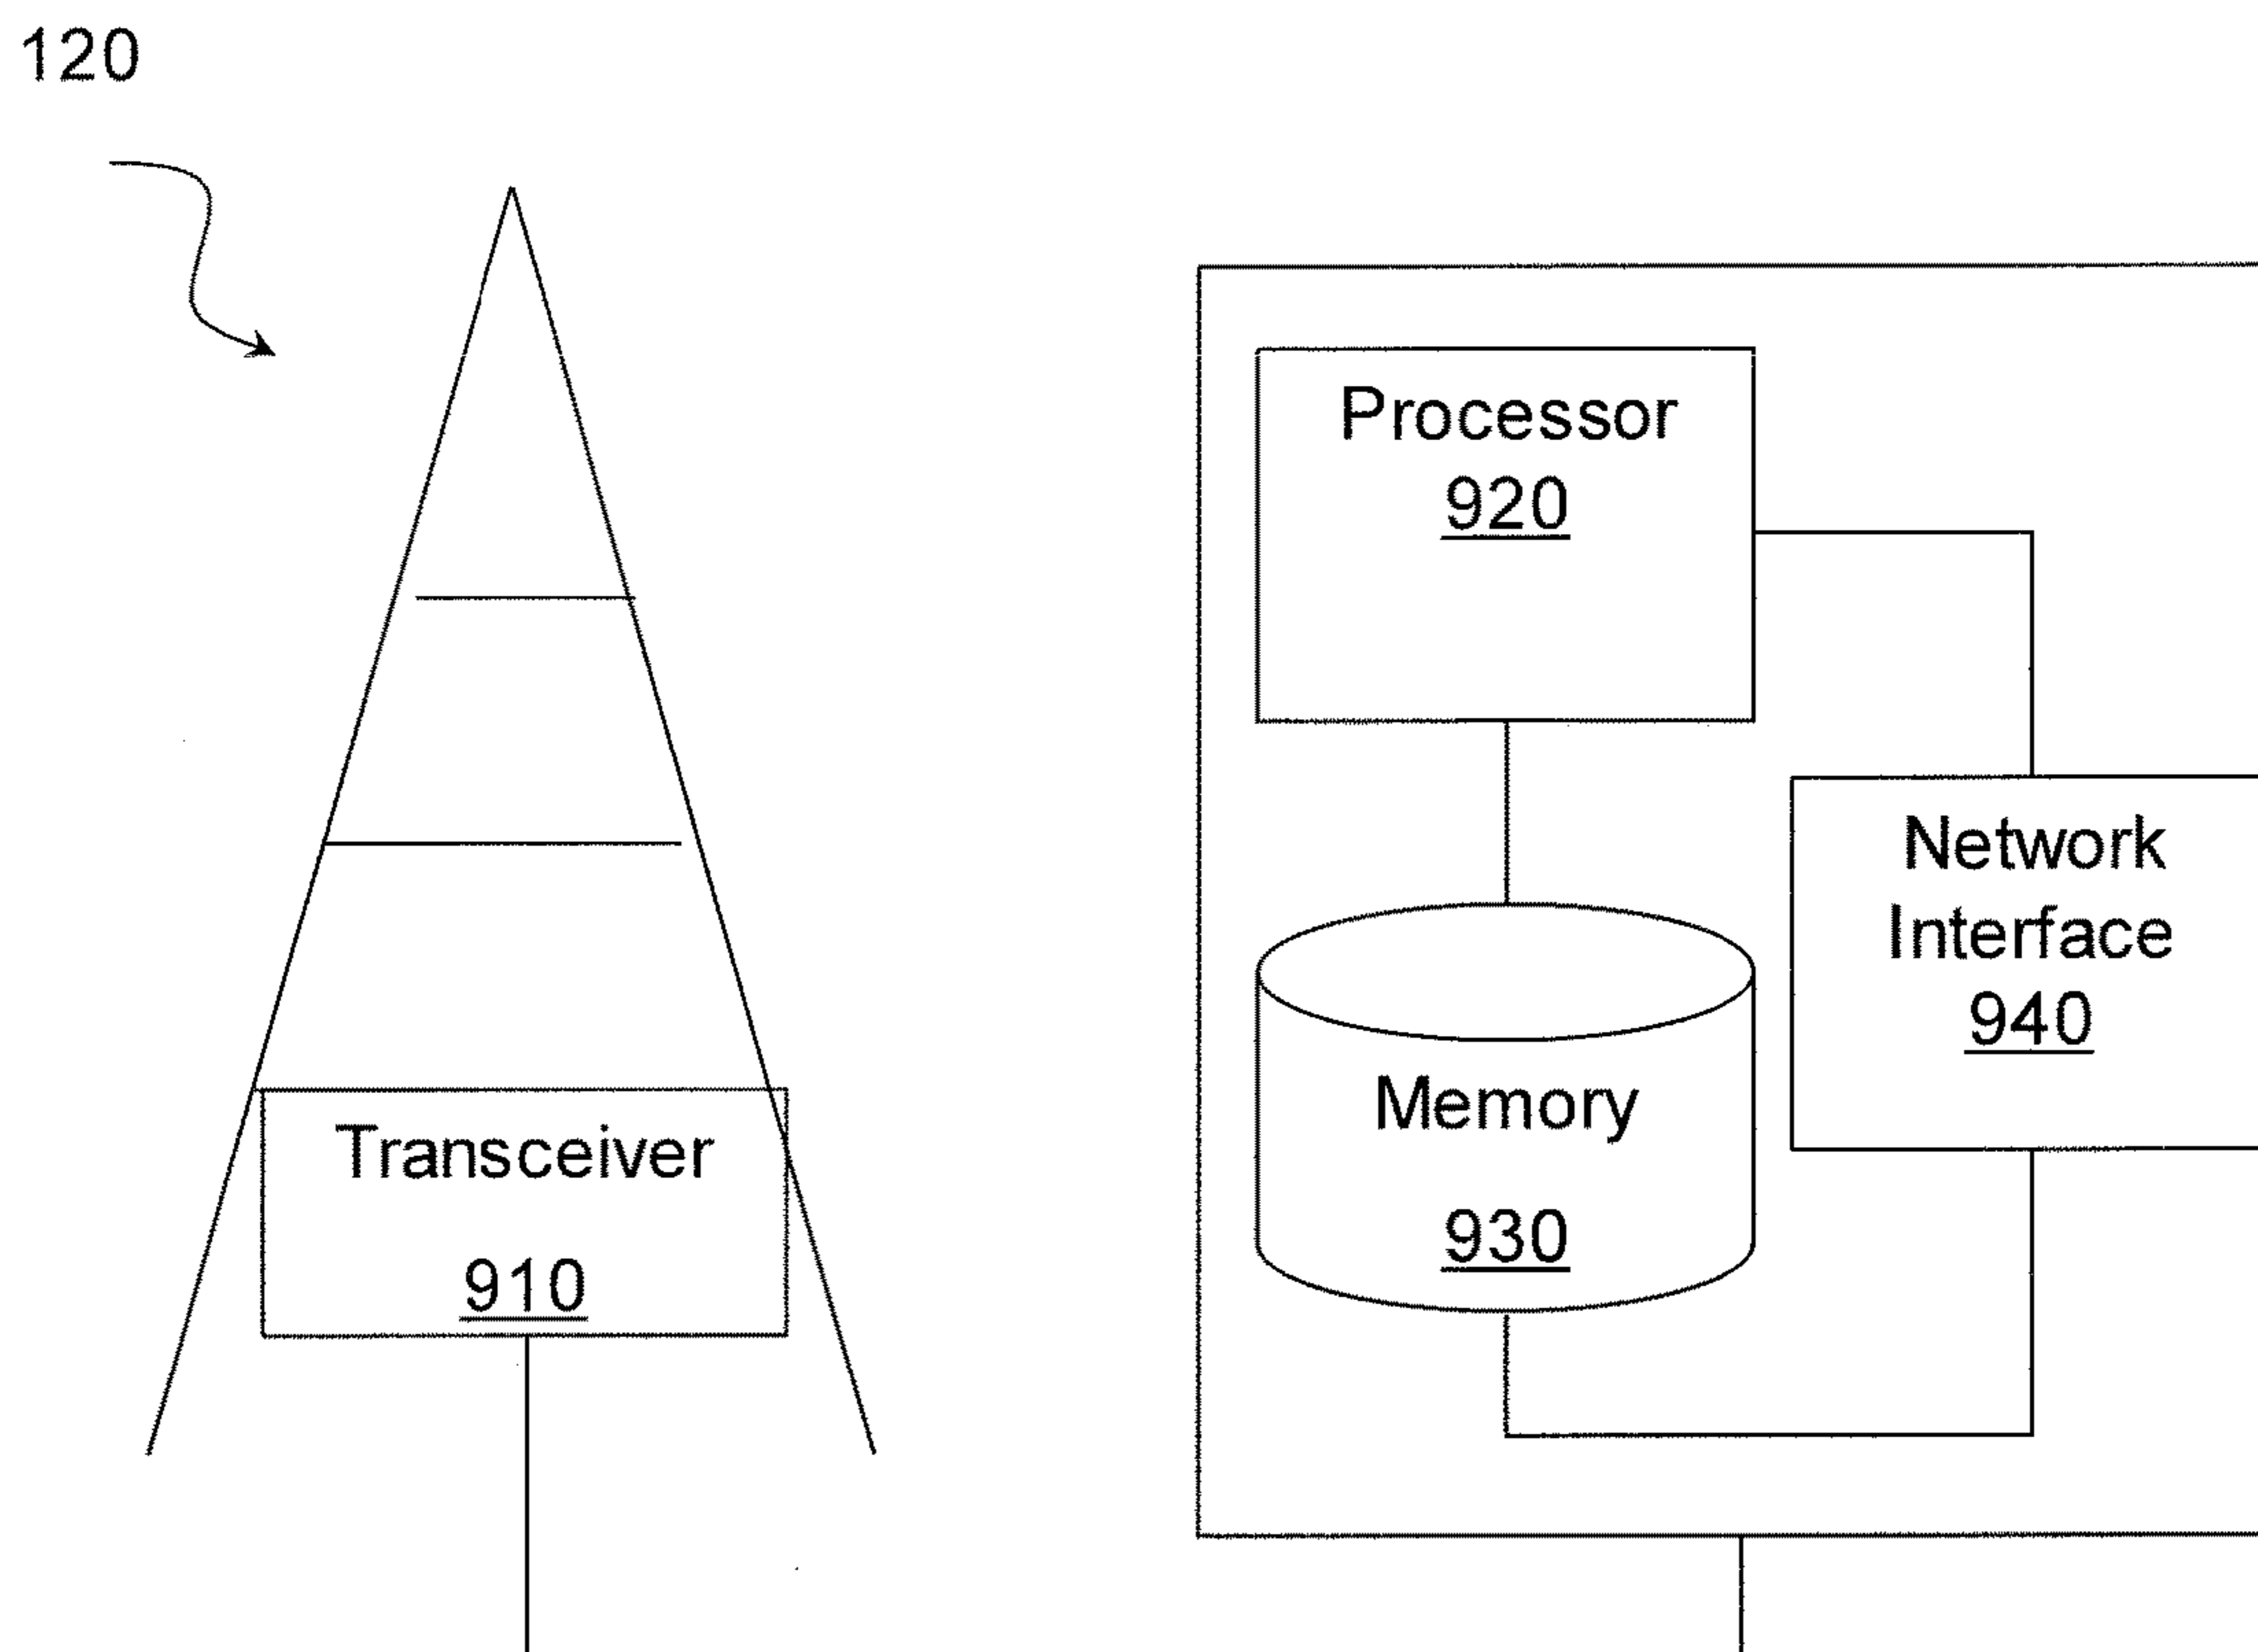 120
Processor
920
Network
Interface
940
Memory
930
Transceiver
910